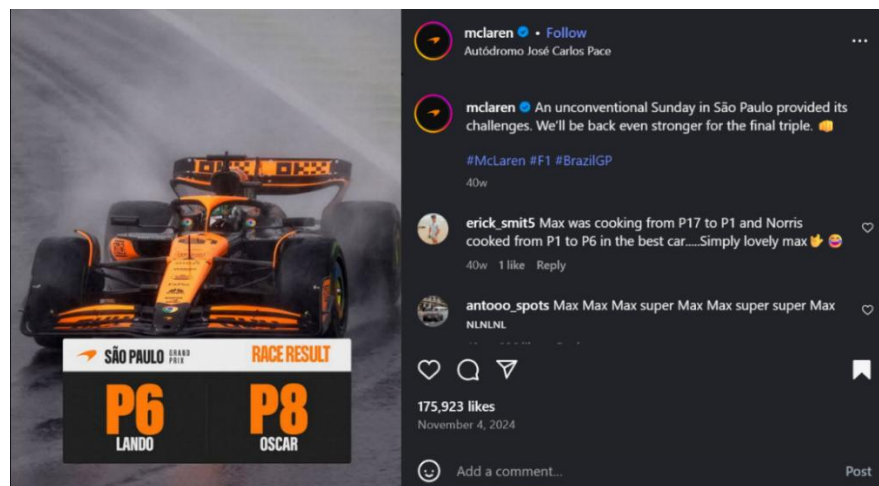 mclaren • Follow
Autódromo José Carlos Pace
...
mclaren An unconventional Sunday in São Paulo provided its
challenges. We'll be back even stronger for the final triple. 👊
#McLaren #F1 #BrazilGP
40w
erick_smit5 Max was cooking from P17 to P1 and Norris
cooked from P1 to P6 in the best car.....Simply lovely max🤟 😂
40w 1 like Reply
antooo_spots Max Max Max super Max Max super super Max
NLNLNL
175,923 likes
November 4, 2024
Add a comment...
Post
OKX
SÃO PAULO GRAND
PRIX
RACE RESULT
P6
LANDO
P8
OSCAR